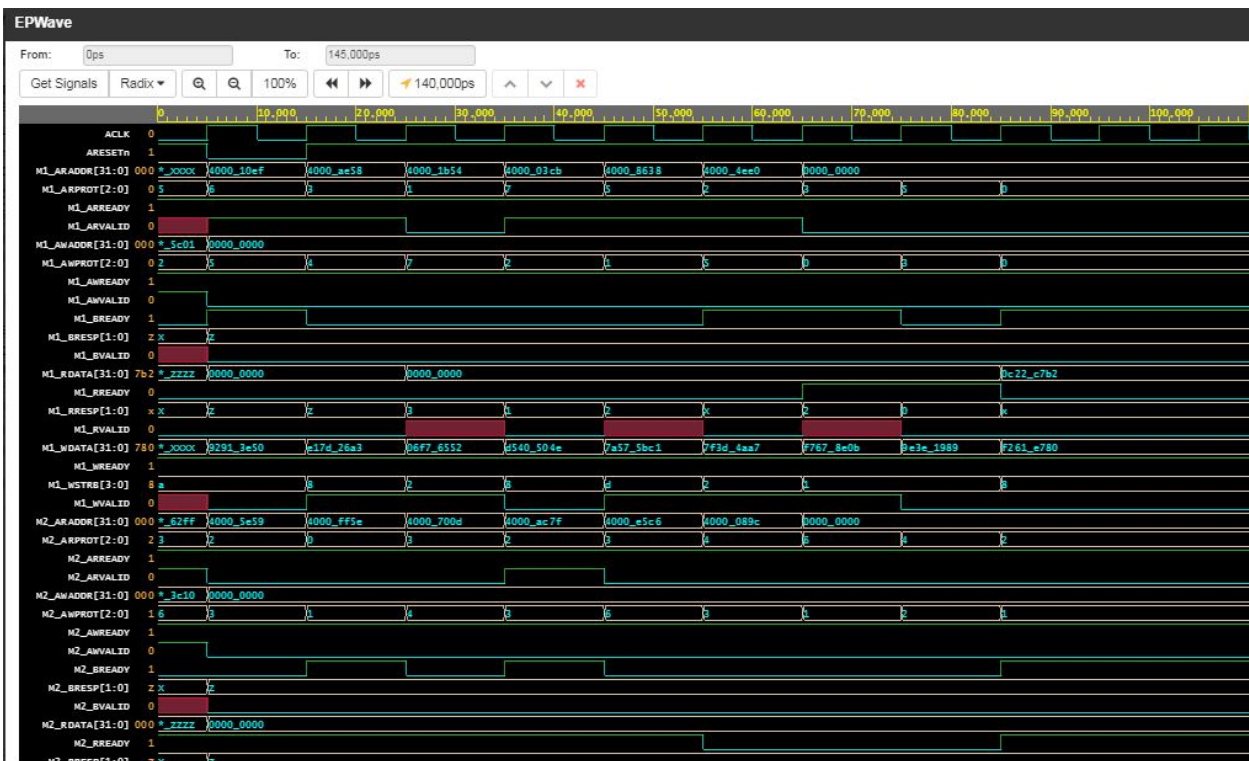 EPWave
From: 0ps To: 145,000ps
Get Signals Radix 100% 140,000ps
0 10,000 20,000 30,000 40,000 50,000 60,000 70,000 80,000 90,000 100,000
ACLK 0
ARESETn 1
M1_ARADDR[31:0] 000 *_XXXX 4000_10ef 4000_ae58 4000_1b54 4000_03cb 4000_8638 4000_4ee0 0000_0000
M1_ARPROT[2:0] 0 5 6 3 1 7 5 2 3 5 0
M1_ARREADY 1
M1_ARVALID 0
M1_AWADDR[31:0] 000 *_5c01 0000_0000
M1_AWPROT[2:0] 0 2 5 4 7 2 1 5 0 3 0
M1_AWREADY 1
M1_AWVALID 0
M1_BREADY 1
M1_BRESP[1:0] z x z
M1_BVALID 0
M1_RDATA[31:0] 7b2 *_zzzz 0000_0000 0000_0000 0c22_c7b2
M1_RREADY 0
M1_RRESP[1:0] x x z z 3 1 2 x 2 0 x
M1_RVALID 0
M1_WDATA[31:0] 780 *_XXXX 9291_3e50 e17d_26a3 06f7_6552 d540_504e 7a57_5bc1 7f3d_4aa7 f767_8e0b 9e3e_1989 f261_e780
M1_WREADY 1
M1_WSTRB[3:0] 8 a 8 2 8 d 2 1 8
M1_WVALID 0
M2_ARADDR[31:0] 000 *_62ff 4000_5e59 4000_ff5e 4000_700d 4000_ac7f 4000_e5c6 4000_089c 0000_0000
M2_ARPROT[2:0] 2 3 2 0 3 2 3 4 6 4 2
M2_ARREADY 1
M2_ARVALID 0
M2_AWADDR[31:0] 000 *_3c10 0000_0000
M2_AWPROT[2:0] 1 6 3 1 4 3 6 3 1 2 1
M2_AWREADY 1
M2_AWVALID 0
M2_BREADY 1
M2_BRESP[1:0] z x z
M2_BVALID 0
M2_RDATA[31:0] 000 *_zzzz 0000_0000
M2_RREADY 1